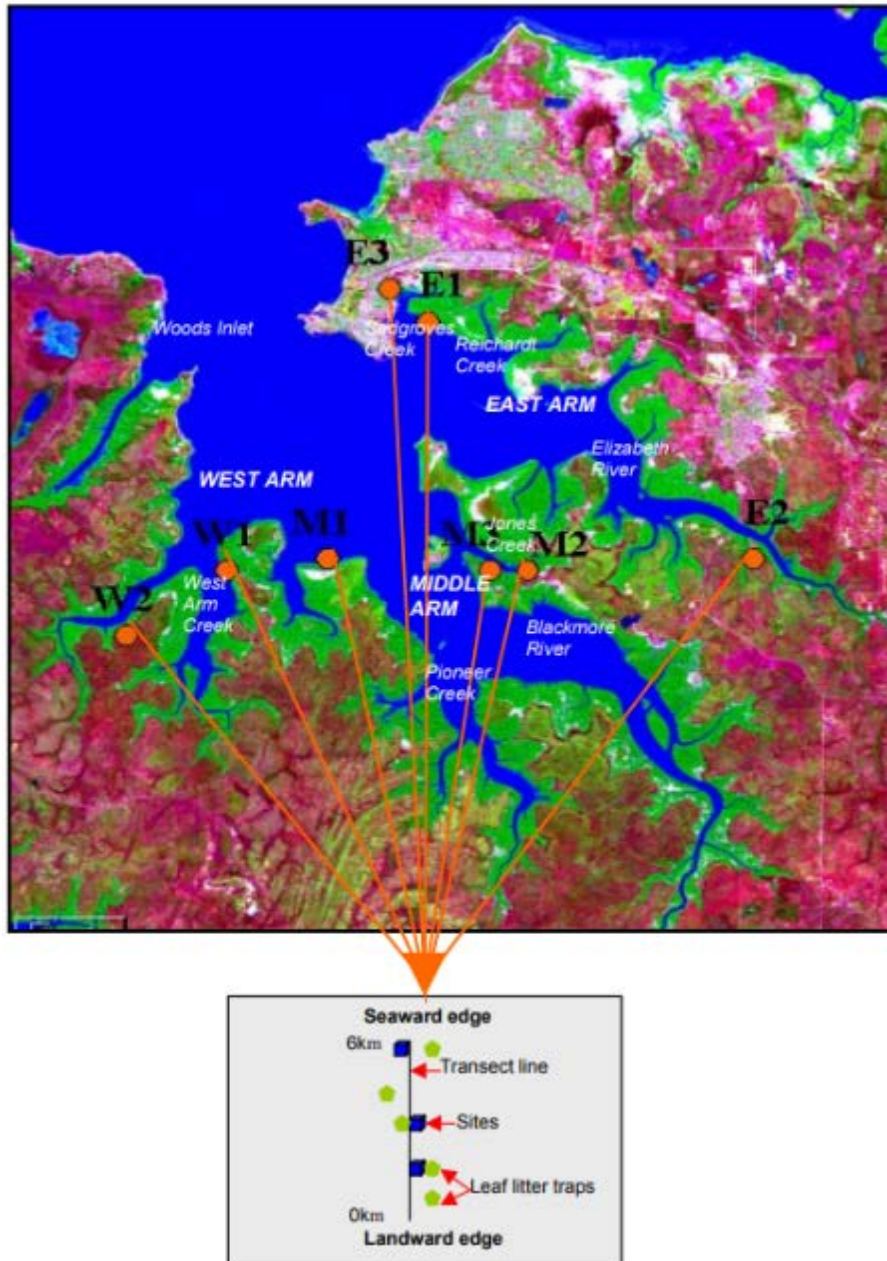 E3
E1
Woods Inlet
Sadgroves
Creek
Reichardt
Creek
EAST ARM
Elizabeth
River
WEST ARM
E2
W1
M1
M3
Jones
Creek
M2
W2
West
Arm
Creek
MIDDLE
ARM
Blackmore
River
Pioneer
Creek
Seaward edge
6km
Transect line
Sites
Leaf litter traps
0km
Landward edge